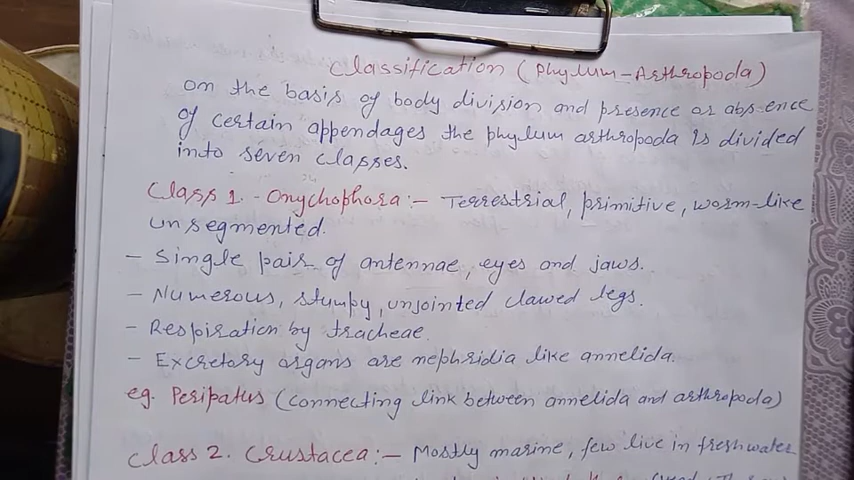 Classification (Phylum-Arthropoda)
on the basis of body division and presence or absence
of certain appendages the phylum arthropoda is divided
into seven classes.
Class 1. - Onychophora :- Terrestrial, primitive, worm-like
unsegmented.
- Single pair of antennae, eyes and jaws.
- Numerous, stumpy, unjointed clawed legs.
- Respiration by tracheae.
- Excretory organs are nephridia like annelida.
eg. Peripatus (connecting link between annelida and arthropoda)
Class 2. Crustacea :- Mostly marine, few live in freshwater